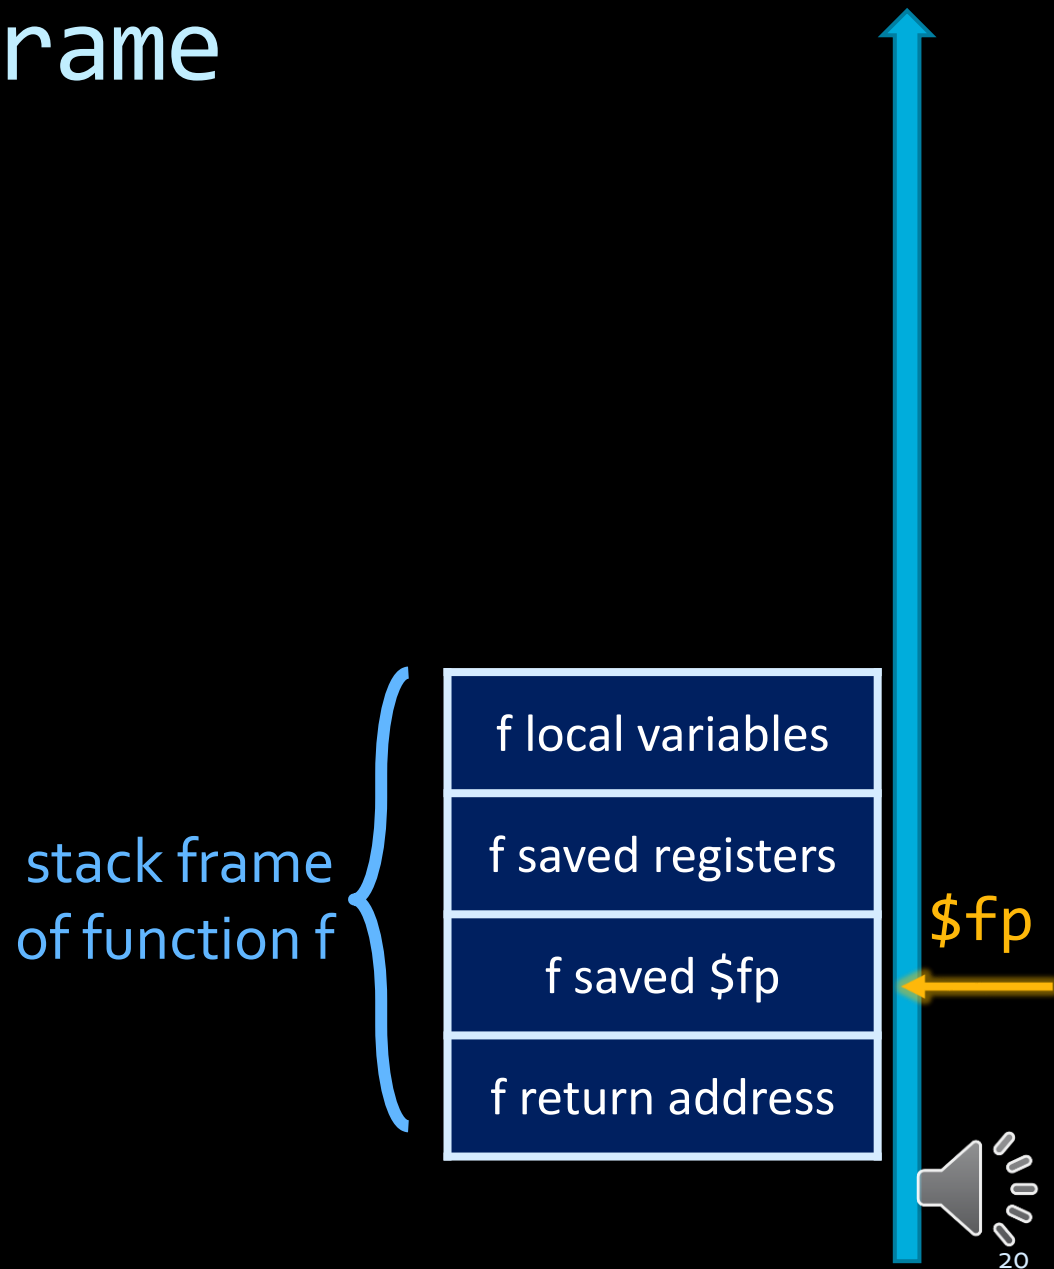 rame
f local variables
f saved registers
stack frame
of function f
$fp
f saved $fp
f return address
20